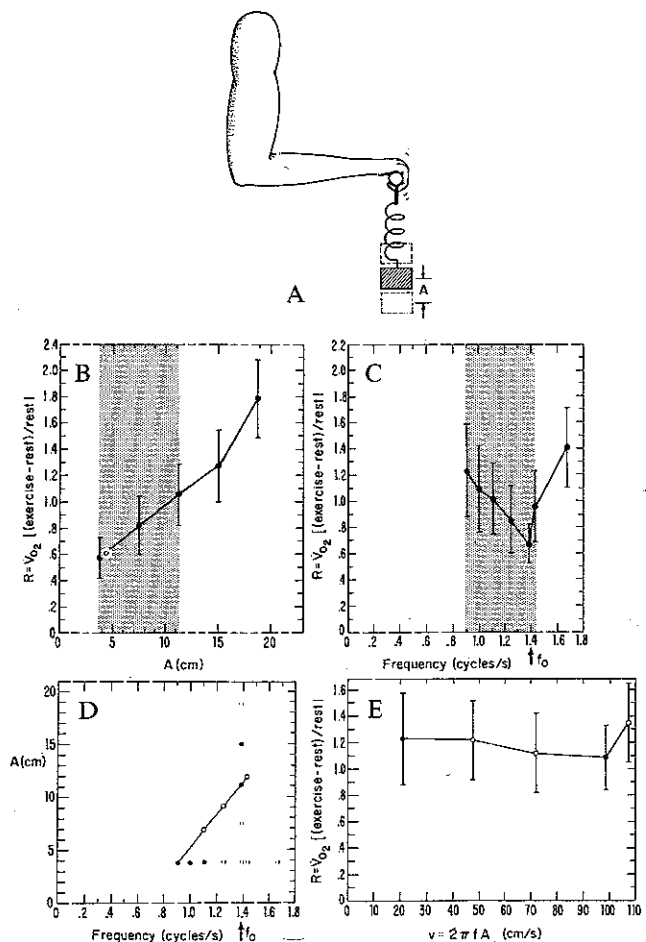 A
A
B
R=V̇O₂ [(exercise-rest)/rest]
2.4
2.2
2.0
1.8
1.6
1.4
1.2
1.0
.8
.6
.4
.2
0
0 5 10 15 20
A (cm)
C
R=V̇O₂ [(exercise-rest)/rest]
2.2
2.0
1.8
1.6
1.4
1.2
1.0
.8
.6
.4
.2
0
0 .2 .4 .6 .8 1.0 1.2 1.4 1.6 1.8
Frequency (cycles/s) f₀
D
A(cm)
20
15
10
5
0
0 .2 .4 .6 .8 1.0 1.2 1.4 1.6 1.8
Frequency (cycles/s) f₀
E
R=V̇O₂ [(exercise-rest)/rest]
1.6
1.4
1.2
1.0
.8
.6
.4
.2
0
0 10 20 30 40 50 60 70 80 90 100 110
v = 2π f A (cm/s)